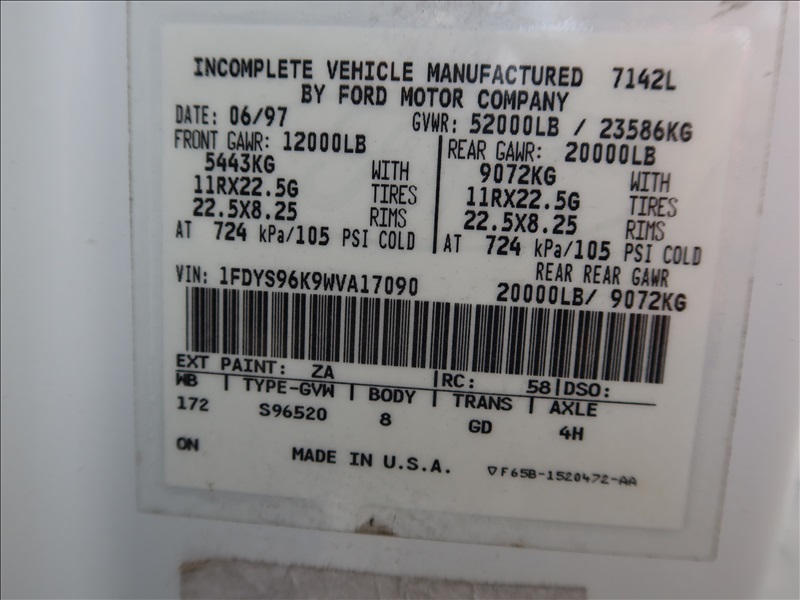 INCOMPLETE VEHICLE MANUFACTURED 7142L
BY FORD MOTOR COMPANY
DATE: 06/97 GVWR: 52000LB / 23586KG
FRONT GAWR: 12000LB REAR GAWR: 20000LB
5443KG WITH 9072KG WITH
11RX22.5G TIRES 11RX22.5G TIRES
22.5X8.25 RIMS 22.5X8.25 RIMS
AT 724 kPa/105 PSI COLD AT 724 kPa/105 PSI COLD
REAR REAR GAWR
VIN: 1FDYS96K9WVA17090 20000LB/ 9072KG
EXT PAINT: ZA RC: 58 DSO:
WB TYPE-GVW BODY TRANS AXLE
172 S96520 8 GD 4H
ON MADE IN U.S.A. ▽F65B-1520472-AA